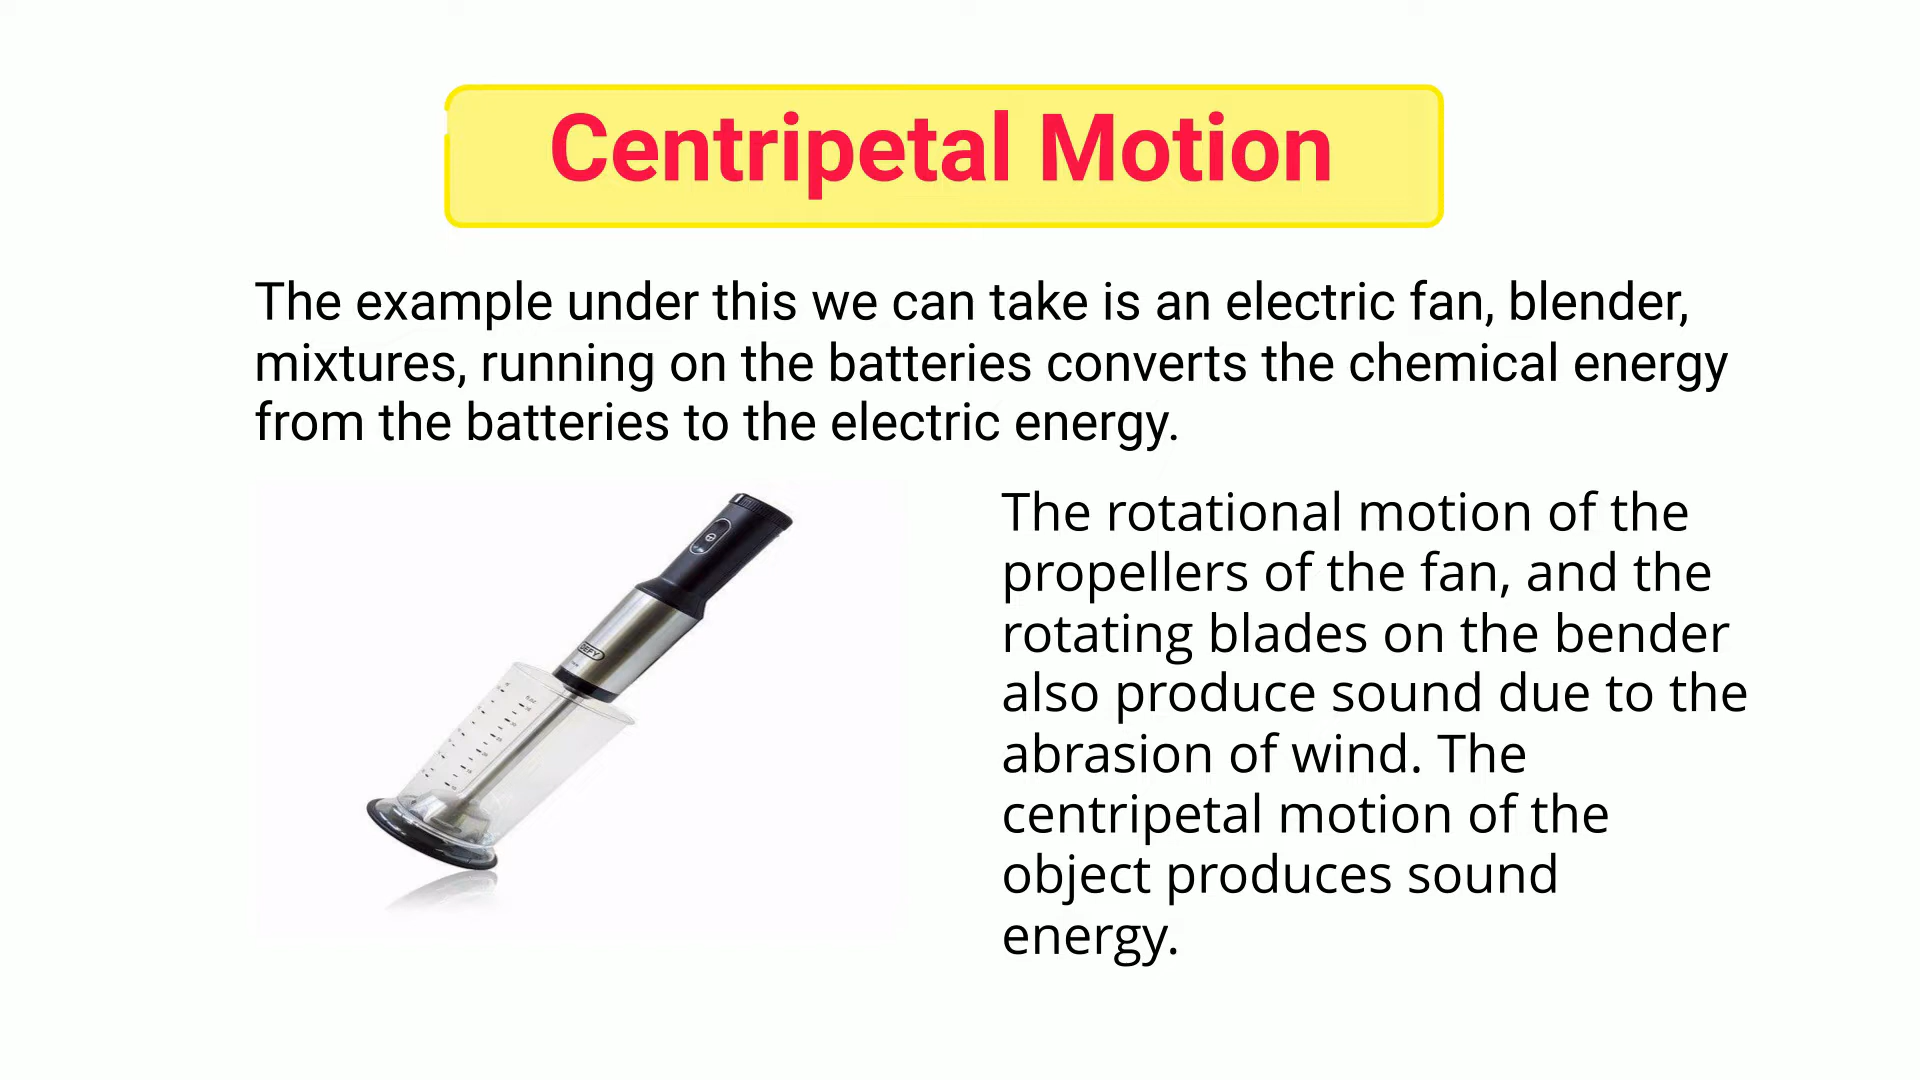 Centripetal Motion
The example under this we can take is an electric fan, blender,
mixtures, running on the batteries converts the chemical energy
from the batteries to the electric energy.
The rotational motion of the
propellers of the fan, and the
rotating blades on the bender
also produce sound due to the
abrasion of wind. The
centripetal motion of the
object produces sound
energy.
DEFY